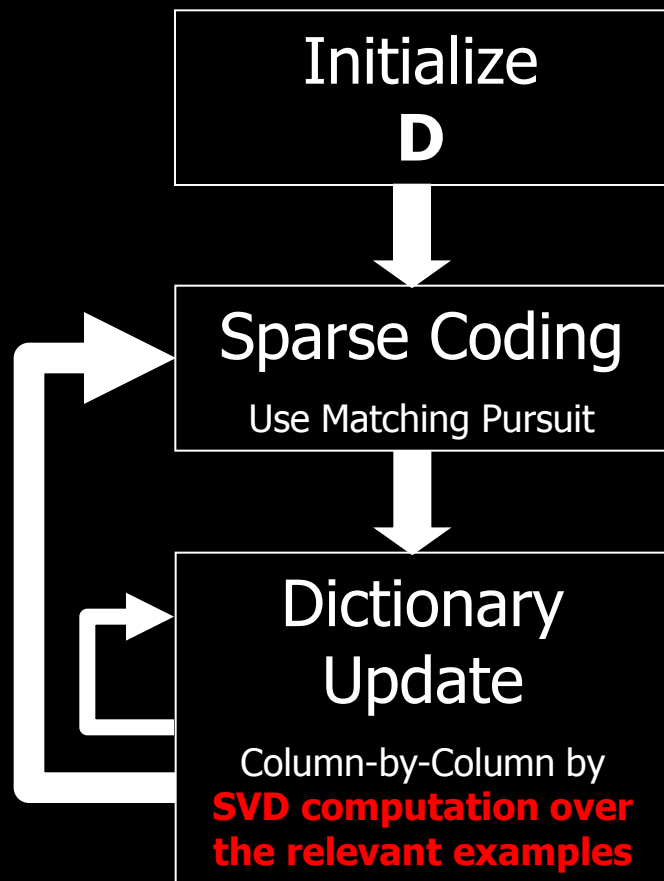 Initialize
D
Sparse Coding
Use Matching Pursuit
Dictionary
Update
Column-by-Column by
SVD computation over
the relevant examples